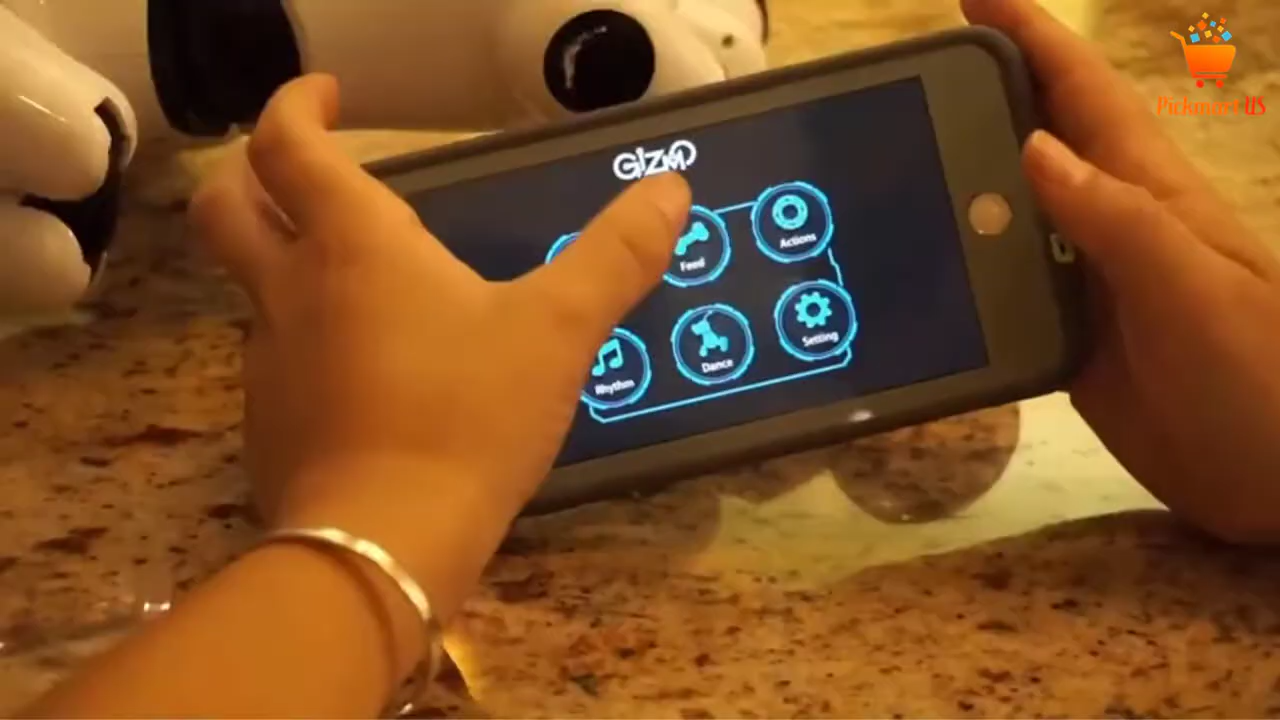 Pickmart US
GIZMO
Feed
Actions
Rhythm
Dance
Setting